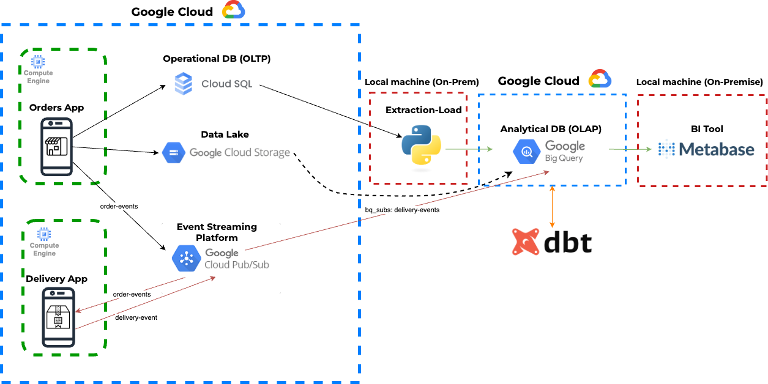 Google Cloud
Compute
Engine
Orders App
Operational DB (OLTP)
Cloud SQL
Data Lake
Google Cloud Storage
order-events
Event Streaming
Platform
Google
Cloud Pub/Sub
Compute
Engine
Delivery App
order-events
delivery-event
Local machine (On-Prem)
Extraction-Load
Google Cloud
Analytical DB (OLAP)
Google
Big Query
bq_subs: delivery-events
dbt
Local machine (On-Premise)
BI Tool
Metabase